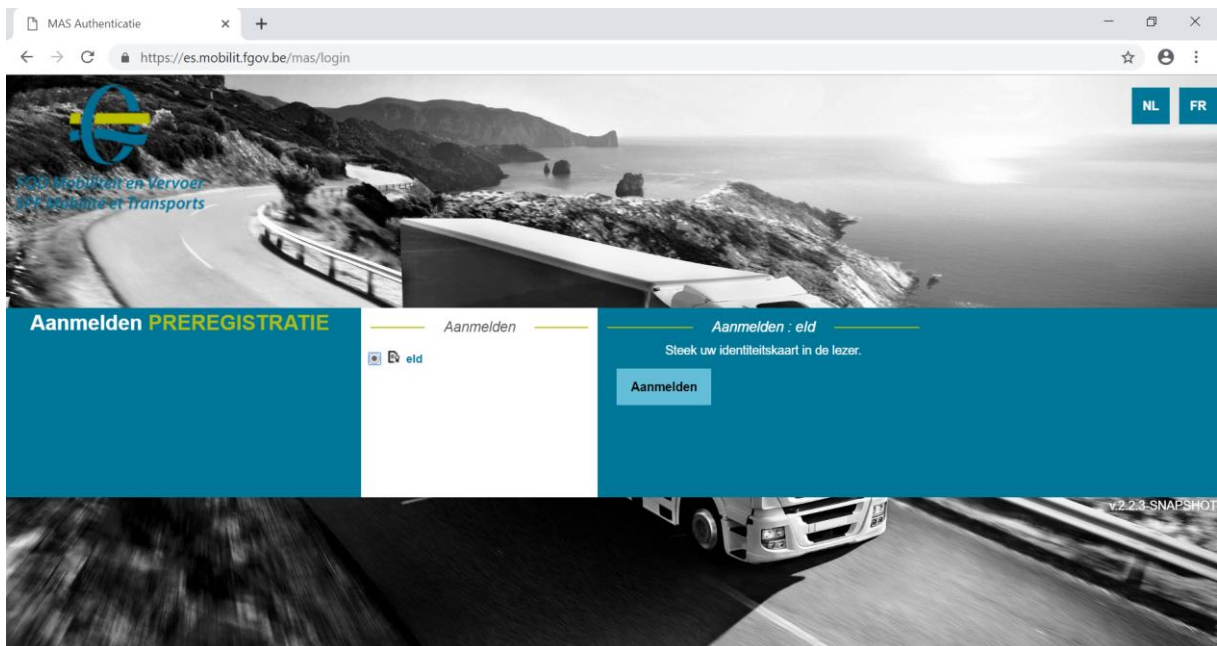 MAS Authenticatie
https://es.mobilit.fgov.be/mas/login
NL FR
FOD Mobiliteit en Vervoer
SPF Mobilité et Transports
Aanmelden PREREGISTRATIE
Aanmelden
eId
Aanmelden : eId
Steek uw identiteitskaart in de lezer.
Aanmelden
v.2.2.3-SNAPSHOT